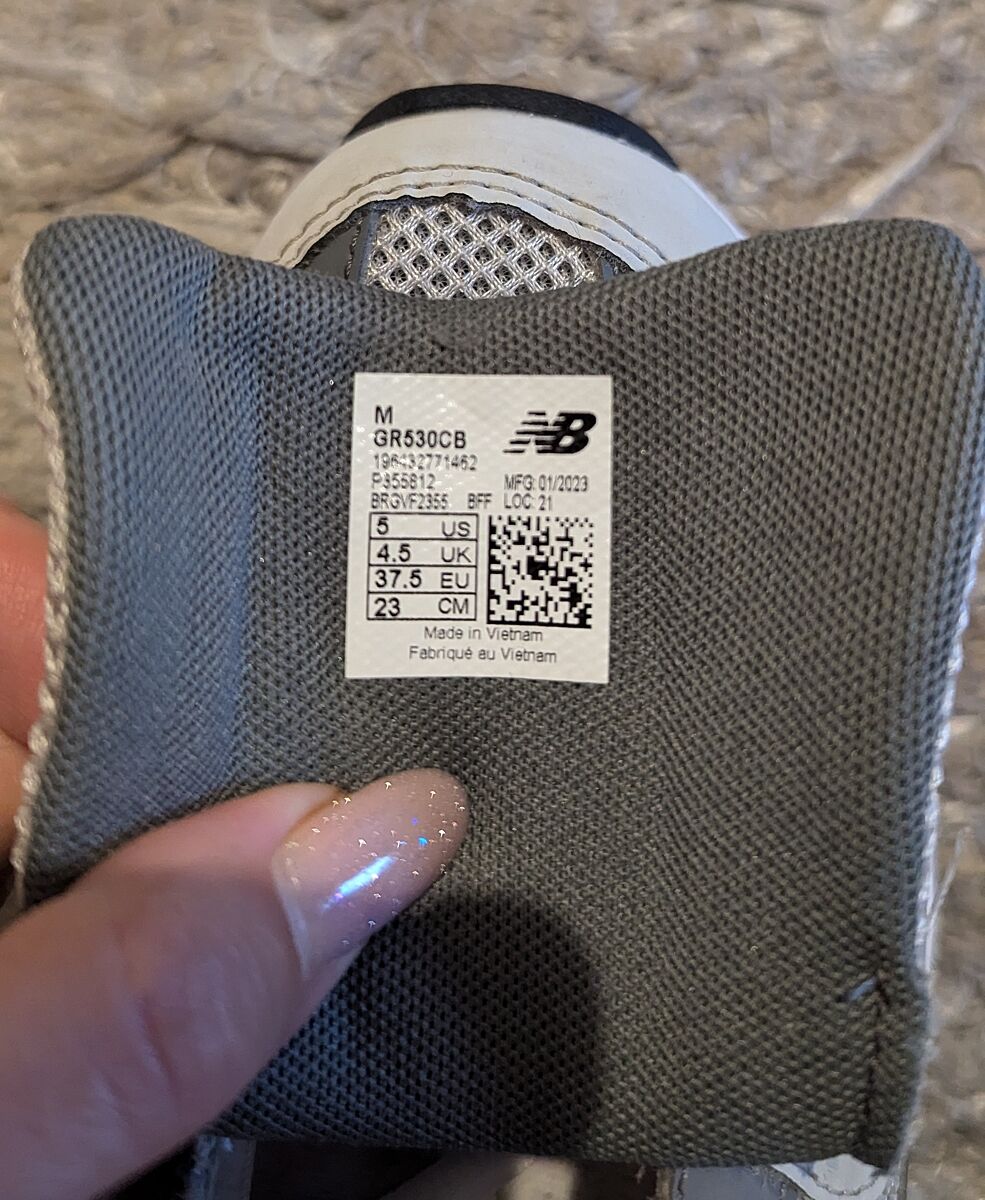 M
GR530CB
NB
196432771462
P355812 MFG: 01/2023
BRGVF2355 BFF LOC: 21
5 US
4.5 UK
37.5 EU
23 CM
Made in Vietnam
Fabriqué au Vietnam